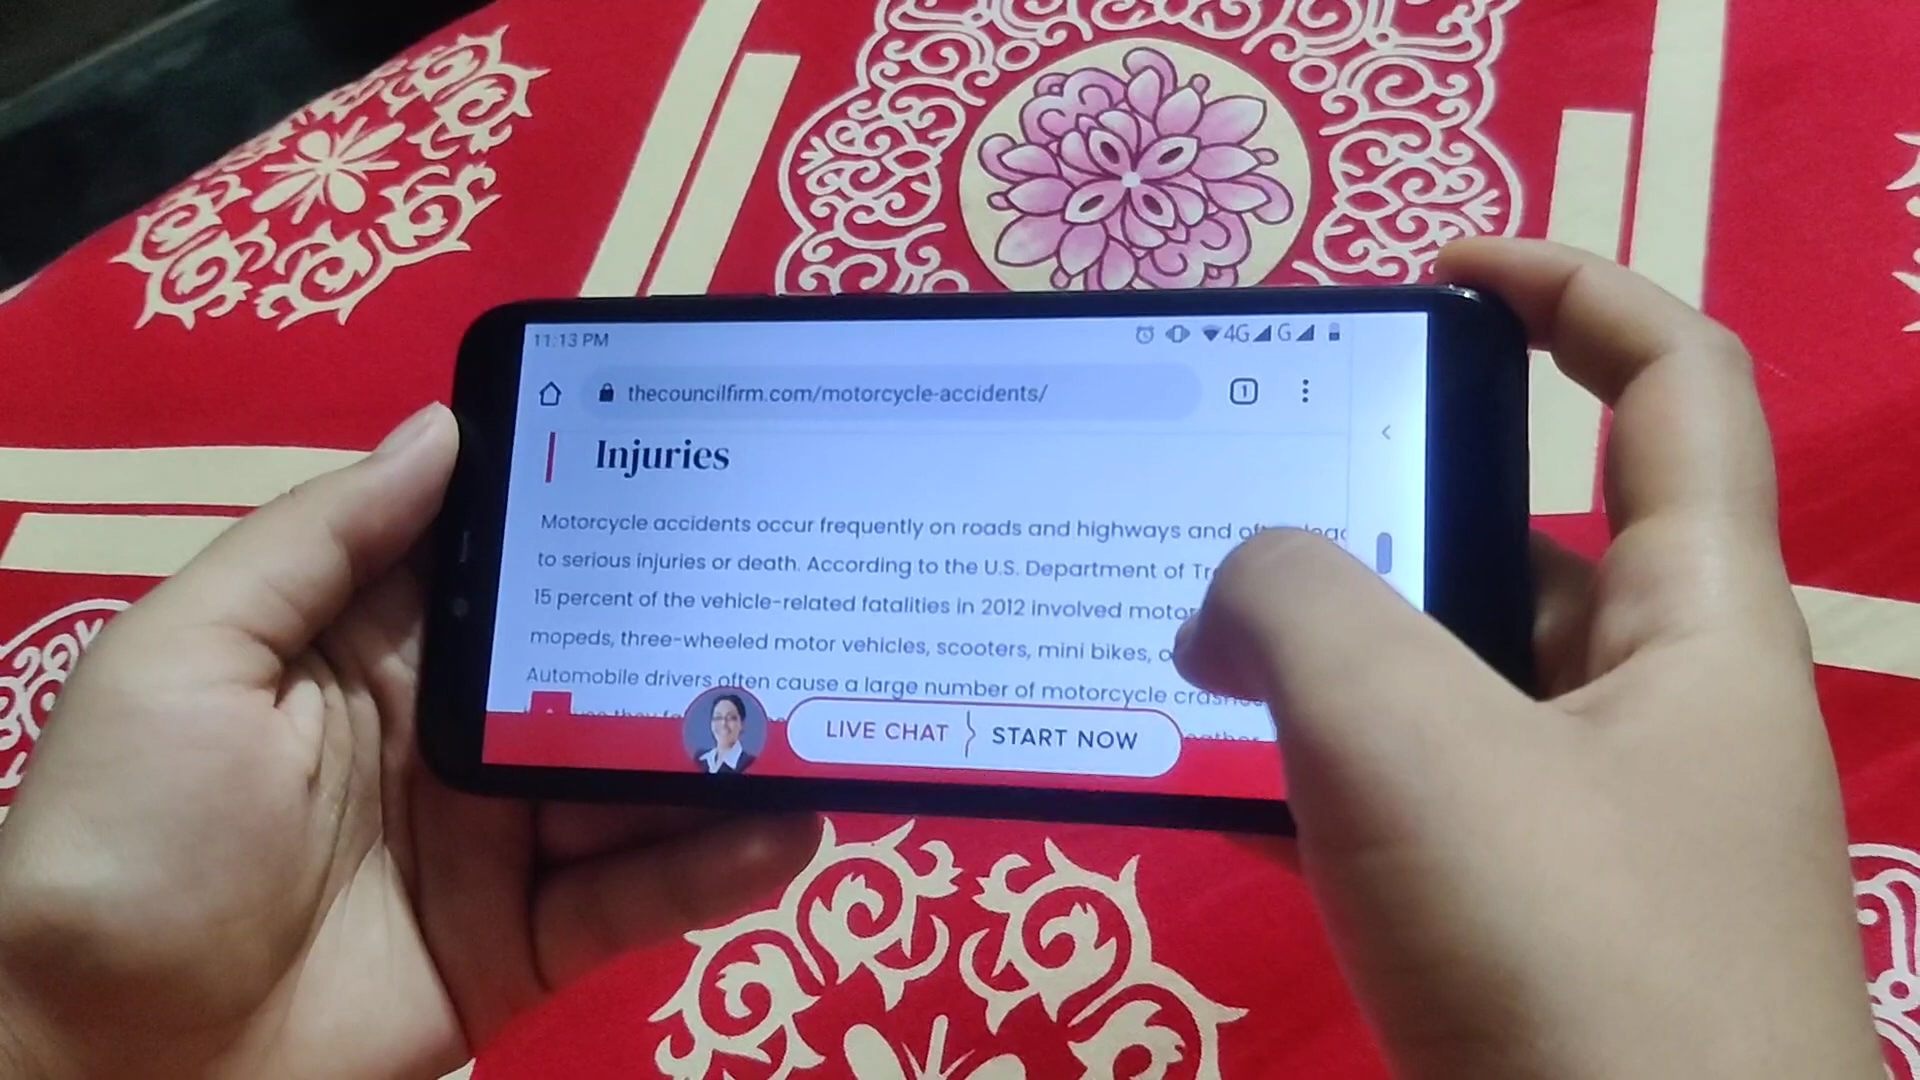 11:13 PM
4G G
thecouncilfirm.com/motorcycle-accidents/
1
Injuries
Motorcycle accidents occur frequently on roads and highways and
to serious injuries or death. According to the U.S. Department of
15 percent of the vehicle-related fatalities in 2012 involved
mopeds, three-wheeled motor vehicles, scooters, mini bikes,
Automobile drivers often cause a large number of motorcycle
LIVE CHAT START NOW